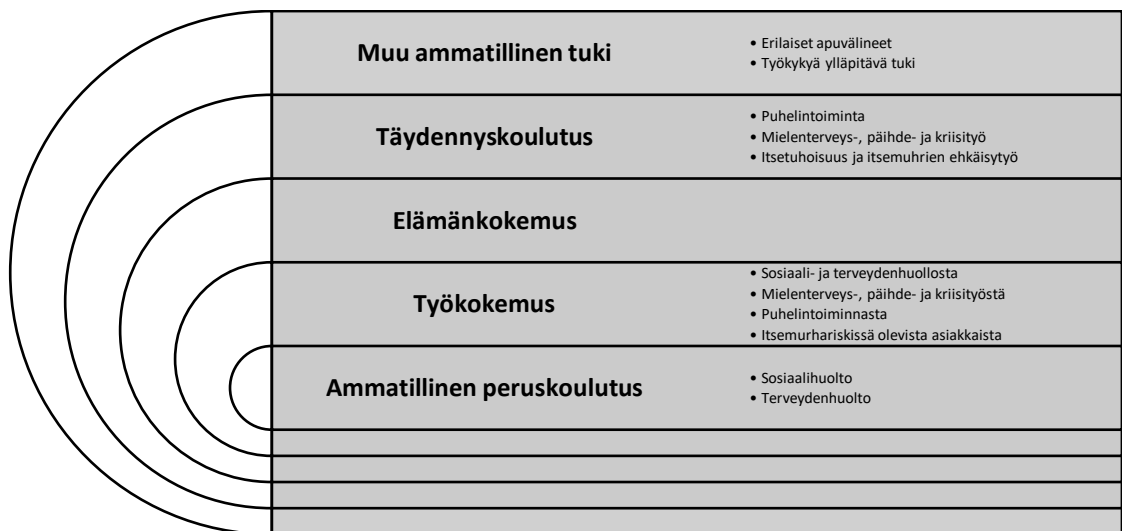 Muu ammatillinen tuki
• Erilaiset apuvälineet
• Työkykyä ylläpitävä tuki
Täydennyskoulutus
• Puhelintoiminta
• Mielenterveys-, päihde- ja kriisityö
• Itsetuhoisuus ja itsemuhrien ehkäisytyö
Elämänkokemus
Työkokemus
• Sosiaali- ja terveydenhuollosta
• Mielenterveys-, päihde- ja kriisityöstä
• Puhelintoiminnasta
• Itsemurhariskissä olevista asiakkaista
Ammatillinen peruskoulutus
• Sosiaalihuolto
• Terveydenhuolto